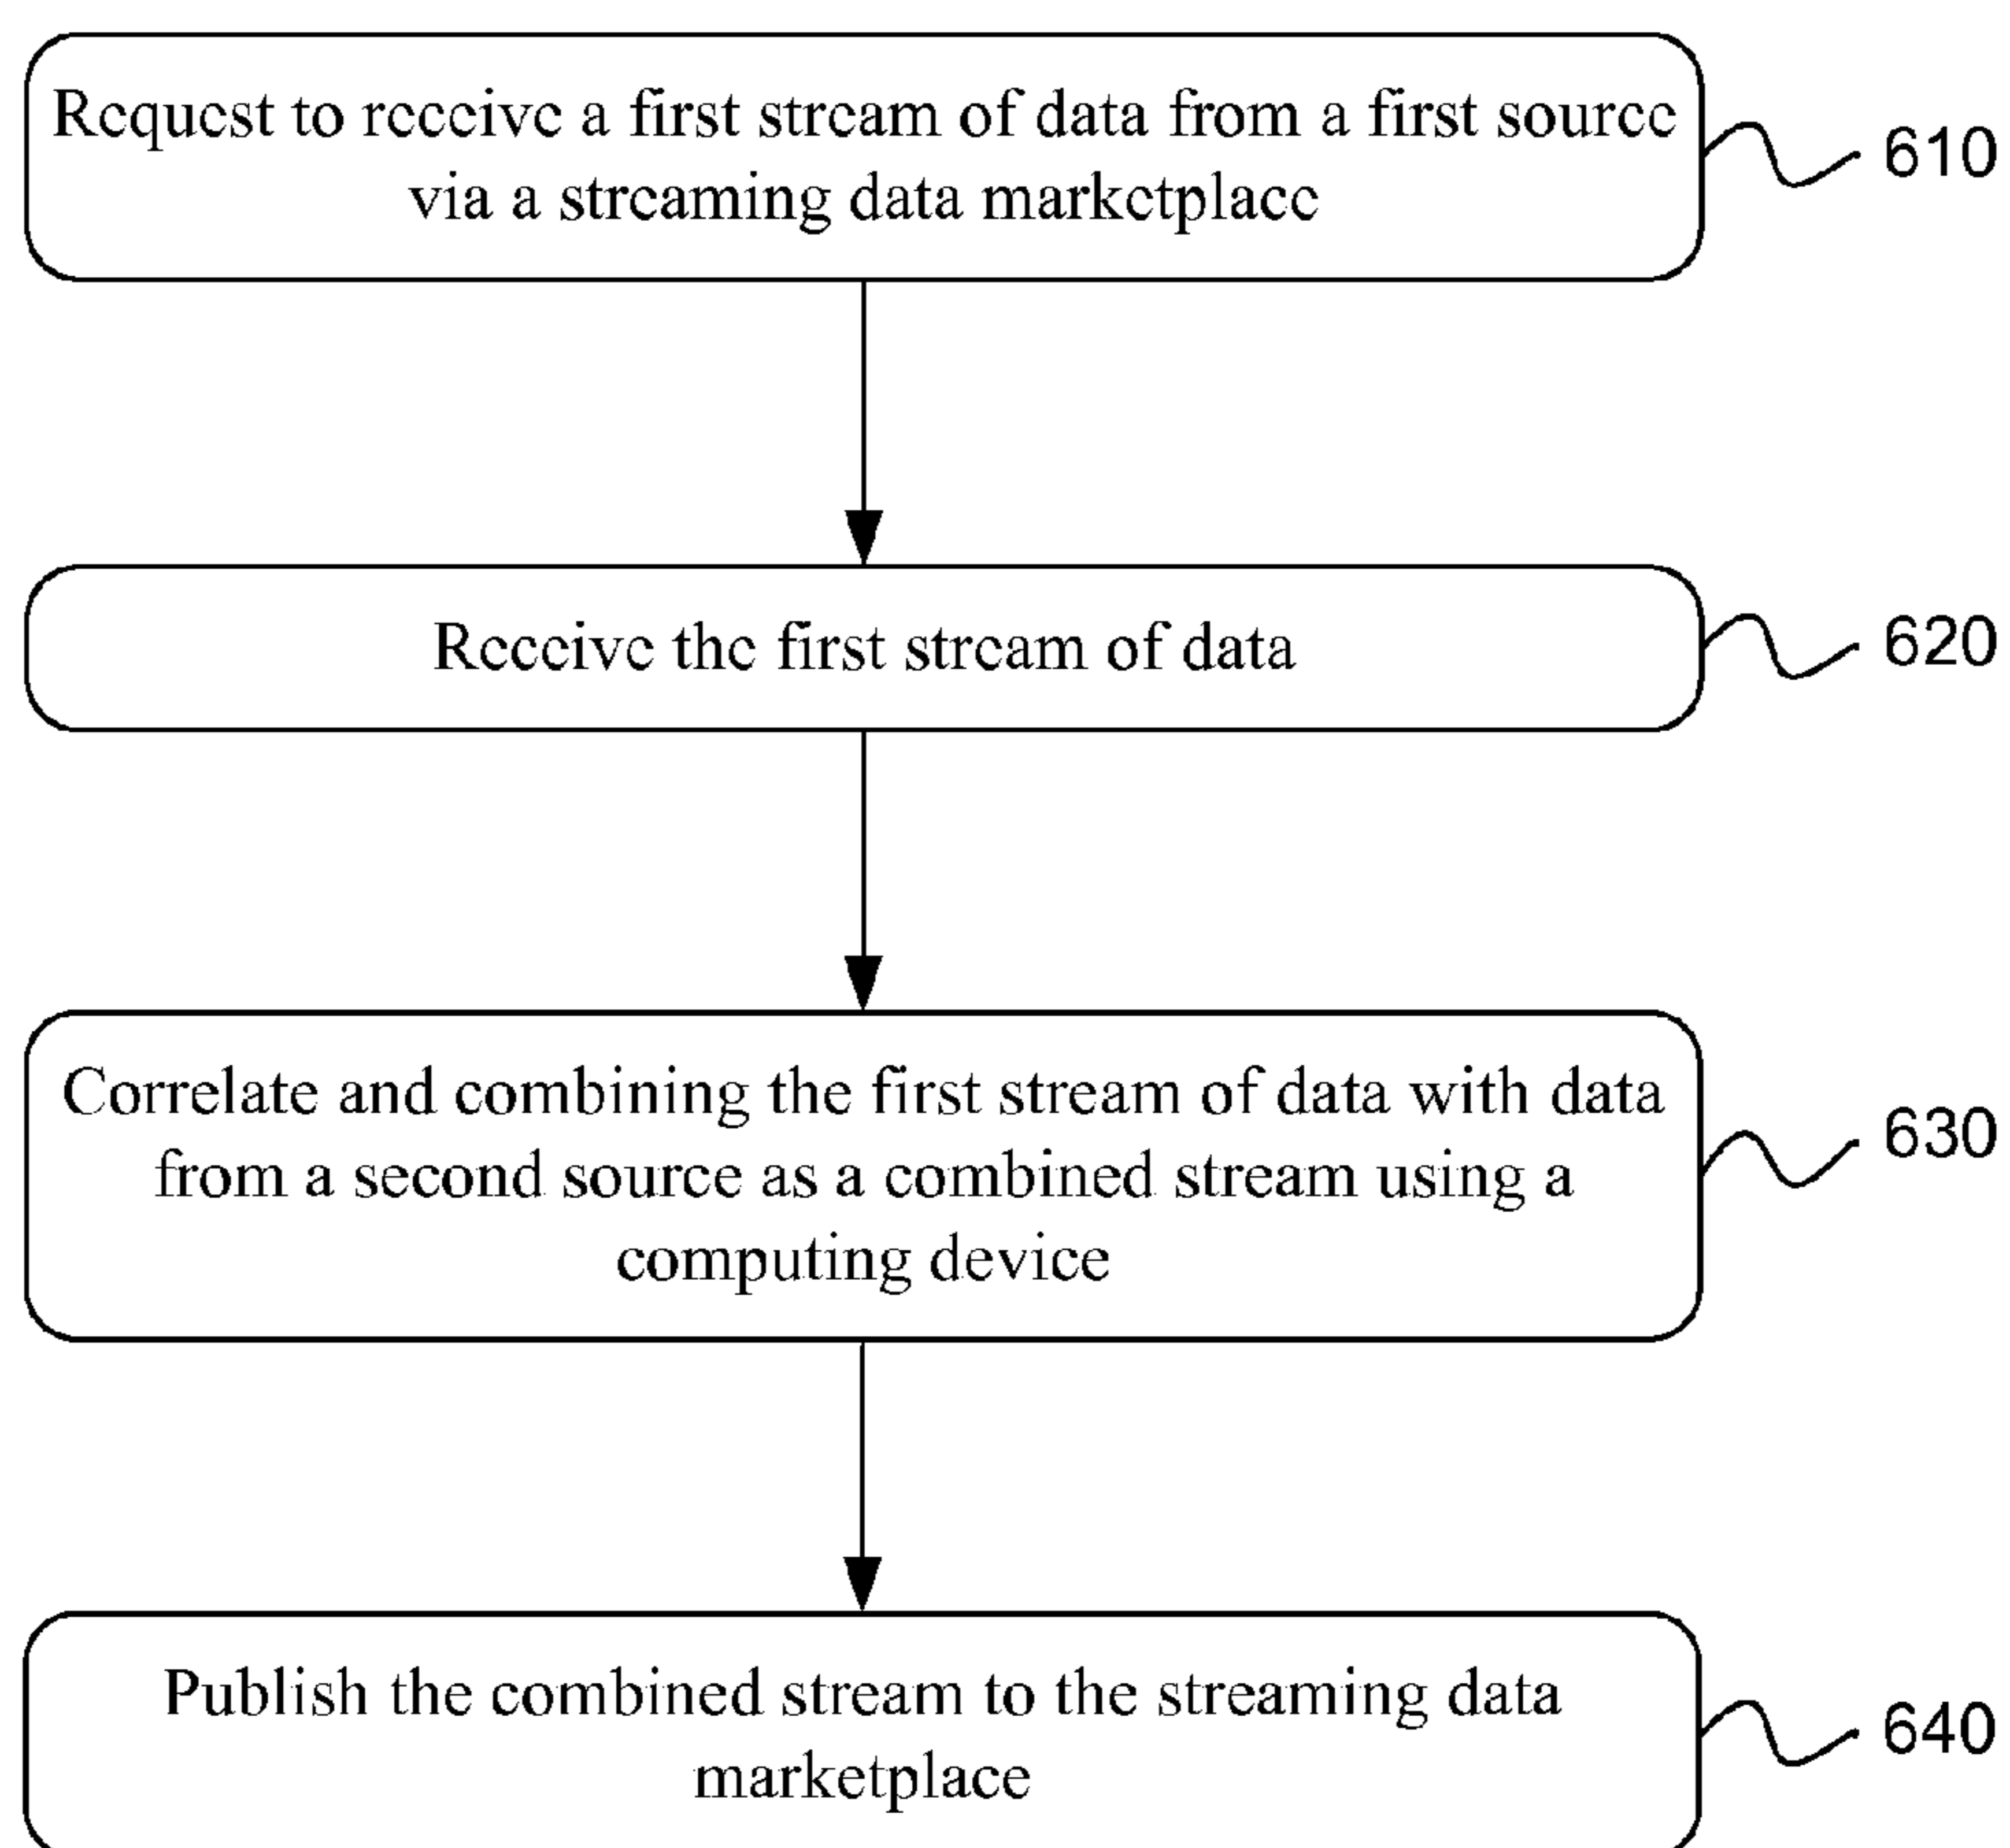 Request to receive a first stream of data from a first source
via a streaming data marketplace
610
Receive the first stream of data
620
Correlate and combining the first stream of data with data
from a second source as a combined stream using a
computing device
630
Publish the combined stream to the streaming data
marketplace
640